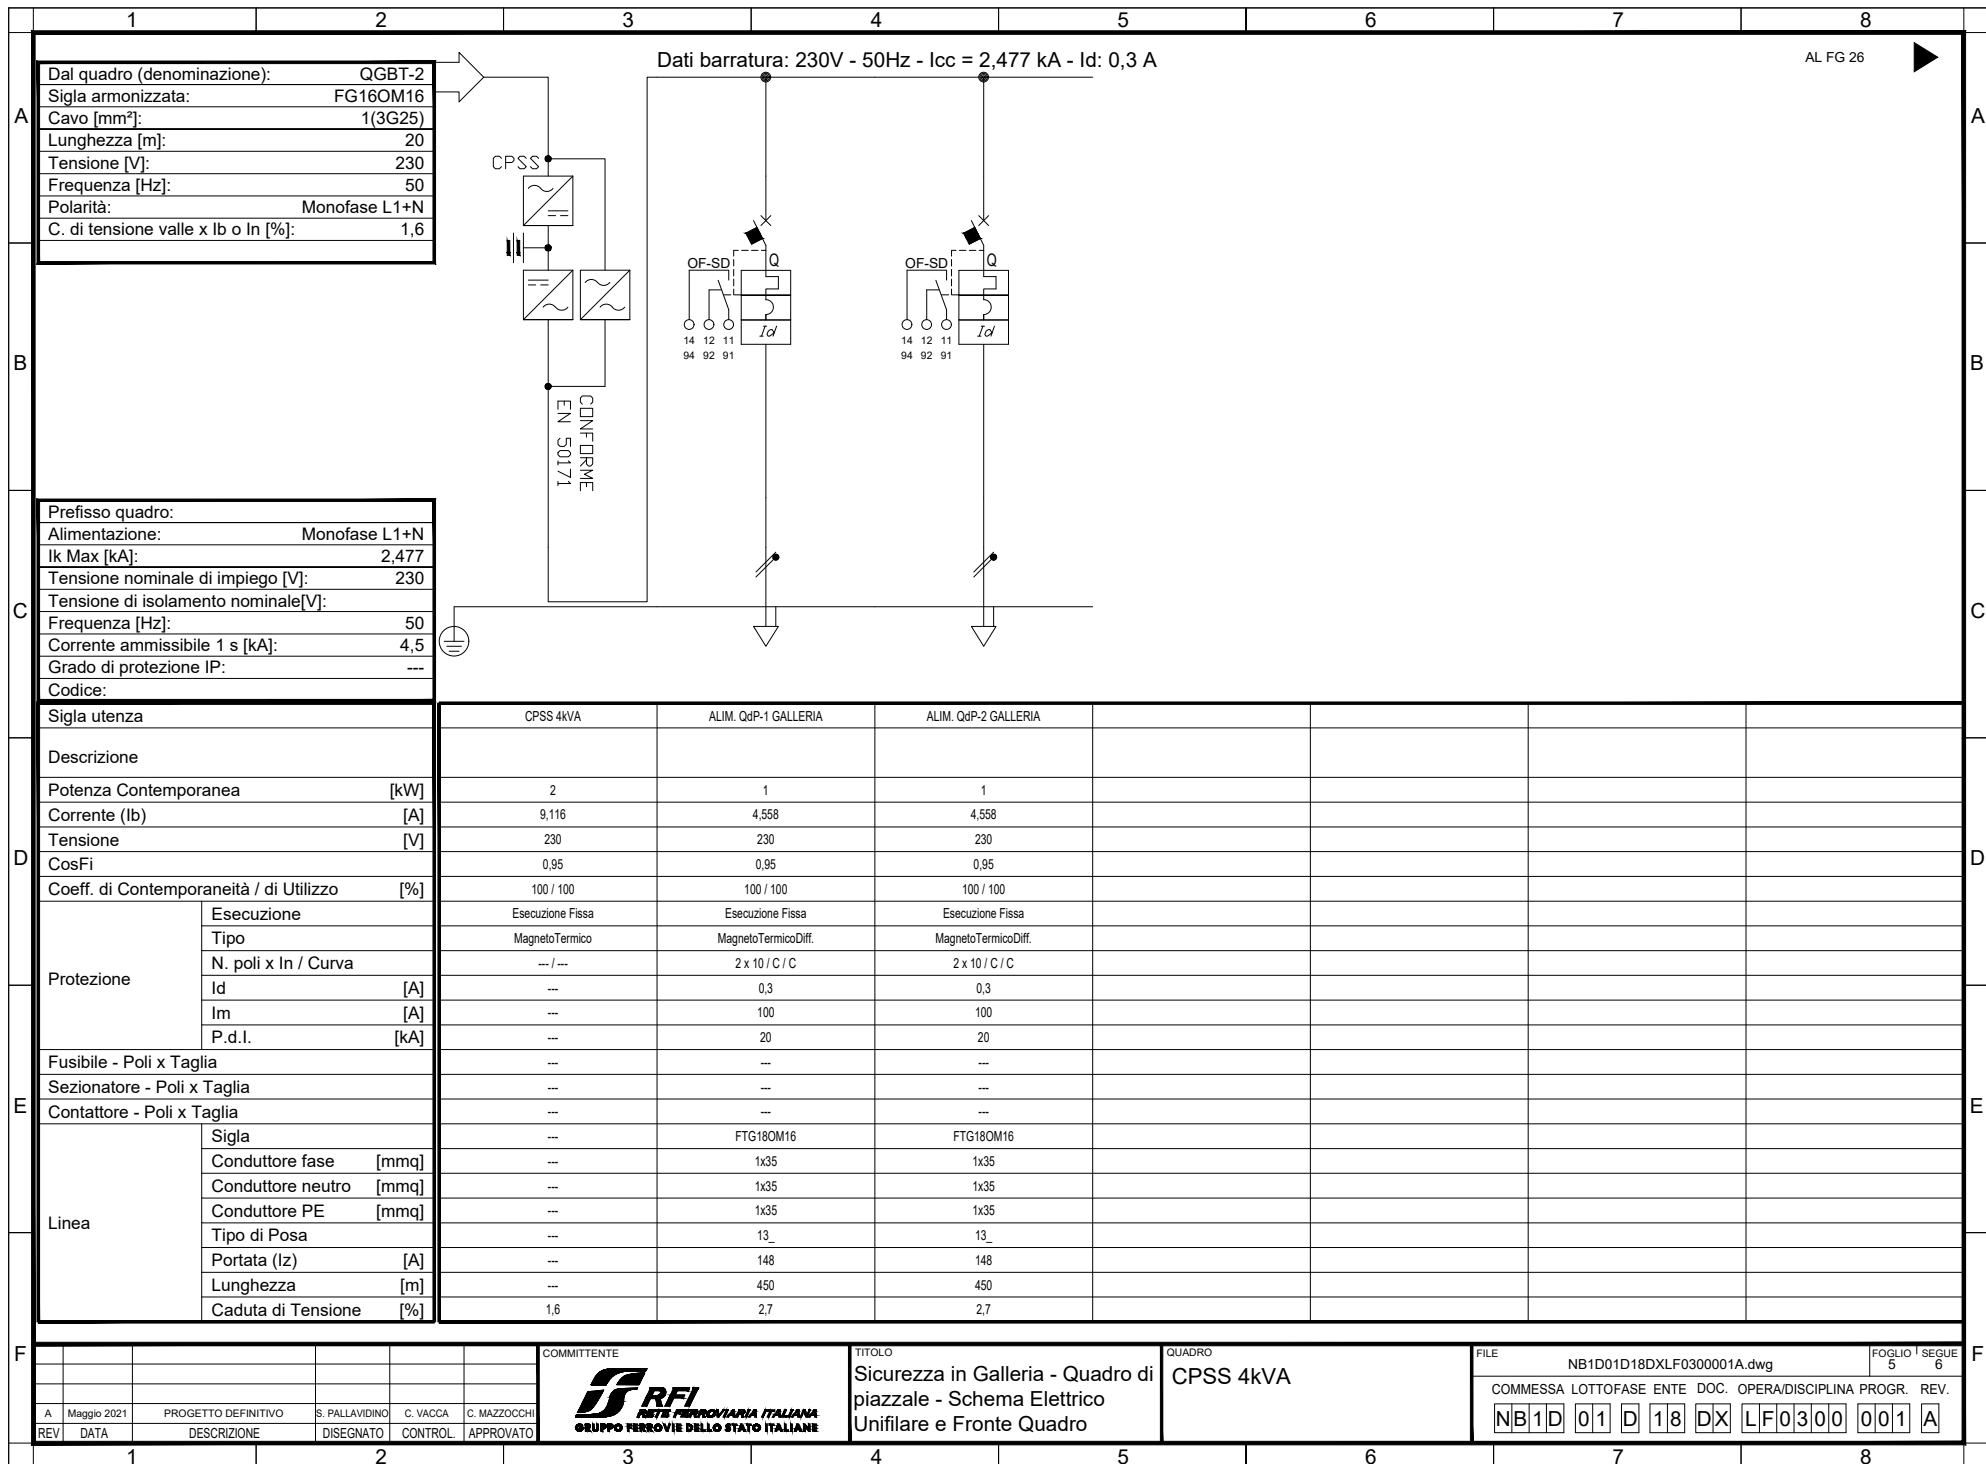 1 2 3 4 5 6 7 8
Dati barratura: 230V - 50Hz - Icc = 2,477 kA - Id: 0,3 A
AL FG 26
Dal quadro (denominazione): QGBT-2
Sigla armonizzata: FG16OM16
Cavo [mm²]: 1(3G25)
Lunghezza [m]: 20
Tensione [V]: 230
Frequenza [Hz]: 50
Polarità: Monofase L1+N
C. di tensione valle x Ib o In [%]: 1,6
A A
CPSS
OF-SD Q OF-SD Q
Id Id
14 12 11 14 12 11
94 92 91 94 92 91
B B
CONFORME
EN 50171
Prefisso quadro:
Alimentazione: Monofase L1+N
Ik Max [kA]: 2,477
Tensione nominale di impiego [V]: 230
Tensione di isolamento nominale[V]:
Frequenza [Hz]: 50
Corrente ammissibile 1 s [kA]: 4,5
Grado di protezione IP: ---
Codice:
C C
Sigla utenza CPSS 4kVA ALIM. QdP-1 GALLERIA ALIM. QdP-2 GALLERIA
Descrizione
Potenza Contemporanea [kW] 2 1 1
Corrente (Ib) [A] 9,116 4,558 4,558
Tensione [V] 230 230 230
D D
CosFi 0,95 0,95 0,95
Coeff. di Contemporaneità / di Utilizzo [%] 100 / 100 100 / 100 100 / 100
Protezione
Esecuzione Esecuzione Fissa Esecuzione Fissa Esecuzione Fissa
Tipo MagnetoTermico MagnetoTermicoDiff. MagnetoTermicoDiff.
N. poli x In / Curva --- / --- 2 x 10 / C / C 2 x 10 / C / C
Id [A] --- 0,3 0,3
Im [A] --- 100 100
P.d.I. [kA] --- 20 20
Fusibile - Poli x Taglia --- --- ---
Sezionatore - Poli x Taglia --- --- ---
Contattore - Poli x Taglia --- --- ---
E E
Linea
Sigla --- FTG18OM16 FTG18OM16
Conduttore fase [mmq] --- 1x35 1x35
Conduttore neutro [mmq] --- 1x35 1x35
Conduttore PE [mmq] --- 1x35 1x35
Tipo di Posa --- 13_ 13_
Portata (Iz) [A] --- 148 148
Lunghezza [m] --- 450 450
Caduta di Tensione [%] 1,6 2,7 2,7
F F
A Maggio 2021 PROGETTO DEFINITIVO S. PALLAVIDINO C. VACCA C. MAZZOCCHI
REV DATA DESCRIZIONE DISEGNATO CONTROL. APPROVATO
COMMITTENTE
RFI
RETE FERROVIARIA ITALIANA
GRUPPO FERROVIE DELLO STATO ITALIANE
TITOLO
Sicurezza in Galleria - Quadro di
piazzale - Schema Elettrico
Unifilare e Fronte Quadro
QUADRO
CPSS 4kVA
FILE
NB1D01D18DXLF0300001A.dwg
FOGLIO SEGUE
5 6
COMMESSA LOTTO FASE ENTE DOC. OPERA/DISCIPLINA PROGR. REV.
NB1D 01 D 18 DX LF0300 001 A
1 2 3 4 5 6 7 8